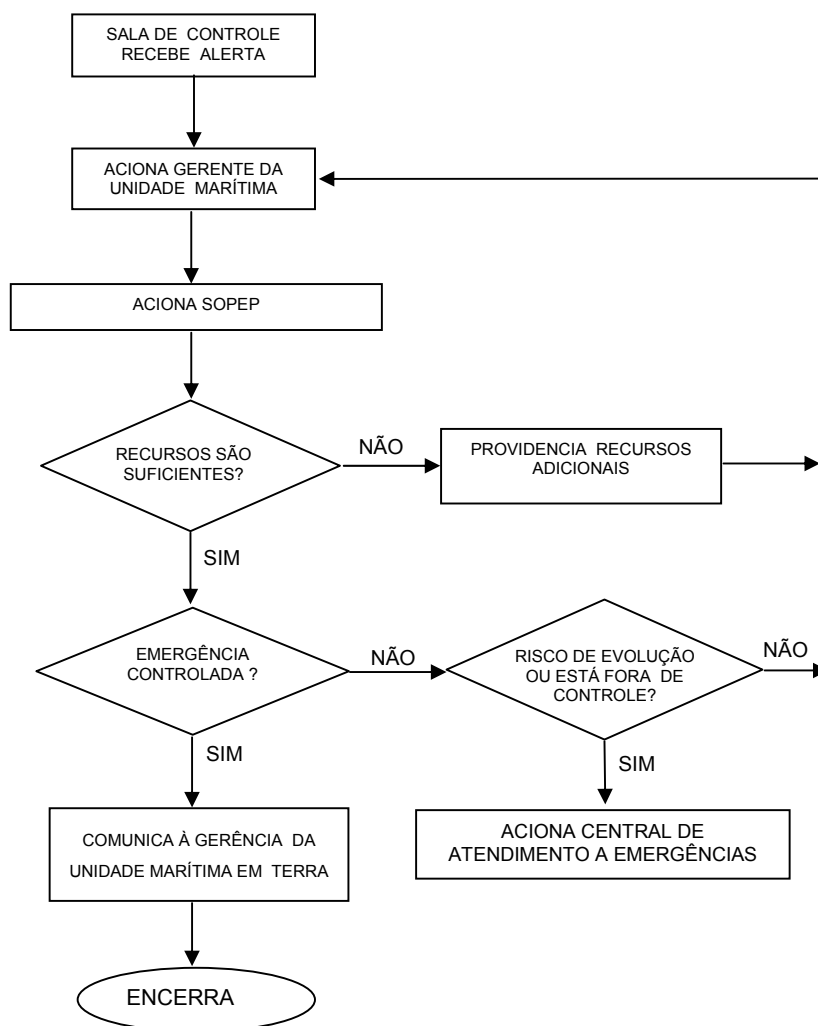 SALA DE CONTROLE
RECEBE ALERTA
ACIONA GERENTE DA
UNIDADE MARÍTIMA
ACIONA SOPEP
RECURSOS SÃO
SUFICIENTES?
NÃO
PROVIDENCIA RECURSOS
ADICIONAIS
SIM
EMERGÊNCIA
CONTROLADA ?
NÃO
RISCO DE EVOLUÇÃO
OU ESTÁ FORA DE
CONTROLE?
NÃO
SIM
SIM
COMUNICA À GERÊNCIA DA
UNIDADE MARÍTIMA EM TERRA
ACIONA CENTRAL DE
ATENDIMENTO A EMERGÊNCIAS
ENCERRA